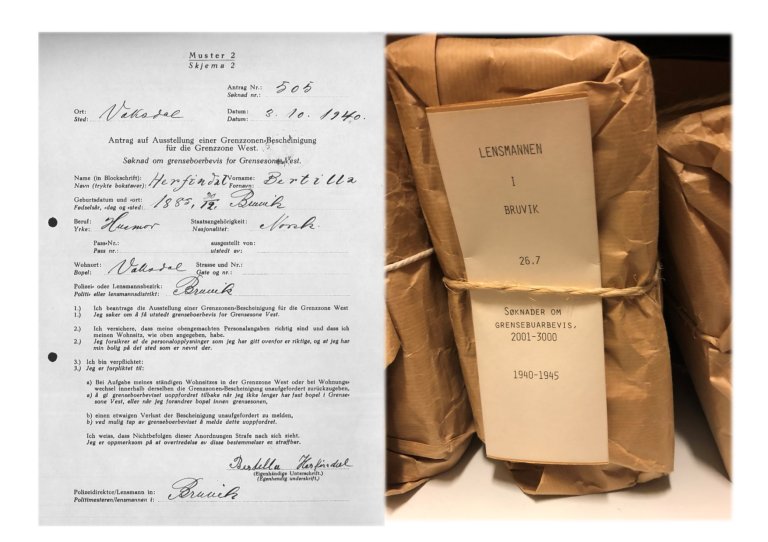 Muster 2
Skjema 2
Antrag Nr.: 505
Søknad nr.:
Ort: Vaksdal Datum: 3. 10. 1940.
Sted: Datum:
Antrag auf Ausstellung einer Grenzzonen-Bescheinigung
für die Grenzzone West.
Søknad om grenseboerbevis for Grensesone Vest.
Name (in Blockschrift): Herfindal Vorname: Bertilla
Navn (trykte bokstaver): Fornavn:
Geburtsdatum und -ort: 1885, Bruvik
Fødselsår, -dag og -sted:
Beruf: Husmor Staatsangehörigkeit: Norsk
Yrke: Nasjonalitet:
Pass-Nr.: ausgestellt von:
Pass nr.: utstedt av:
Wohnort: Vaksdal Strasse und Nr.:
Bopel: Gate og nr.:
Polizei- oder Lensmannsbezirk: Bruvik
Politi- eller lensmannsdistrikt:
1.) Ich beantrage die Ausstellung einer Grenzzonen-Bescheinigung für die Grenzzone West
1.) Jeg søker om å få utstedt grenseboerbevis for Grensesone Vest.
2.) Ich versichere, dass meine obengemachten Personalangaben richtig sind und dass ich
meinen Wohnsitz, wie oben angegeben, habe.
2.) Jeg forsikrer at de personalopplysninger som jeg har gitt ovenfor er riktige, og at jeg har
min bolig på det sted som er nevnt der.
3.) Ich bin verpflichtet:
3.) Jeg er forpliktet til:
a) Bei Aufgabe meines ständigen Wohnsitzes in der Grenzzone West oder bei Wohnungs-
wechsel innerhalb derselben die Grenzzonen-Bescheinigung unaufgefordert zurückzugeben,
a) å gi grenseboerbeviset uoppfordret tilbake når jeg ikke lenger har fast bopel i Grense-
sone Vest, eller når jeg forandrer bopel innen grensesonen,
b) einen etwaigen Verlust der Bescheinigung unaufgefordert zu melden,
b) ved mulig tap av grenseboerbeviset å melde dette uoppfordret.
Ich weiss, dass Nichtbefolgen dieser Anordnungen Strafe nach sich zieht.
Jeg er oppmerksom på at overtredelse av disse bestemmelser er straffbar.
Bertilla Herfindal
(Eigenhändige Unterschrift.)
(Egenhendig underskrift.)
Polizeidirektor/Lensmann in: Bruvik
Politimesteren/lensmannen i:
LENSMANNEN
I
BRUVIK
26.7
SØKNADER OM
GRENSEBUARBEVIS,
2001-3000
1940-1945